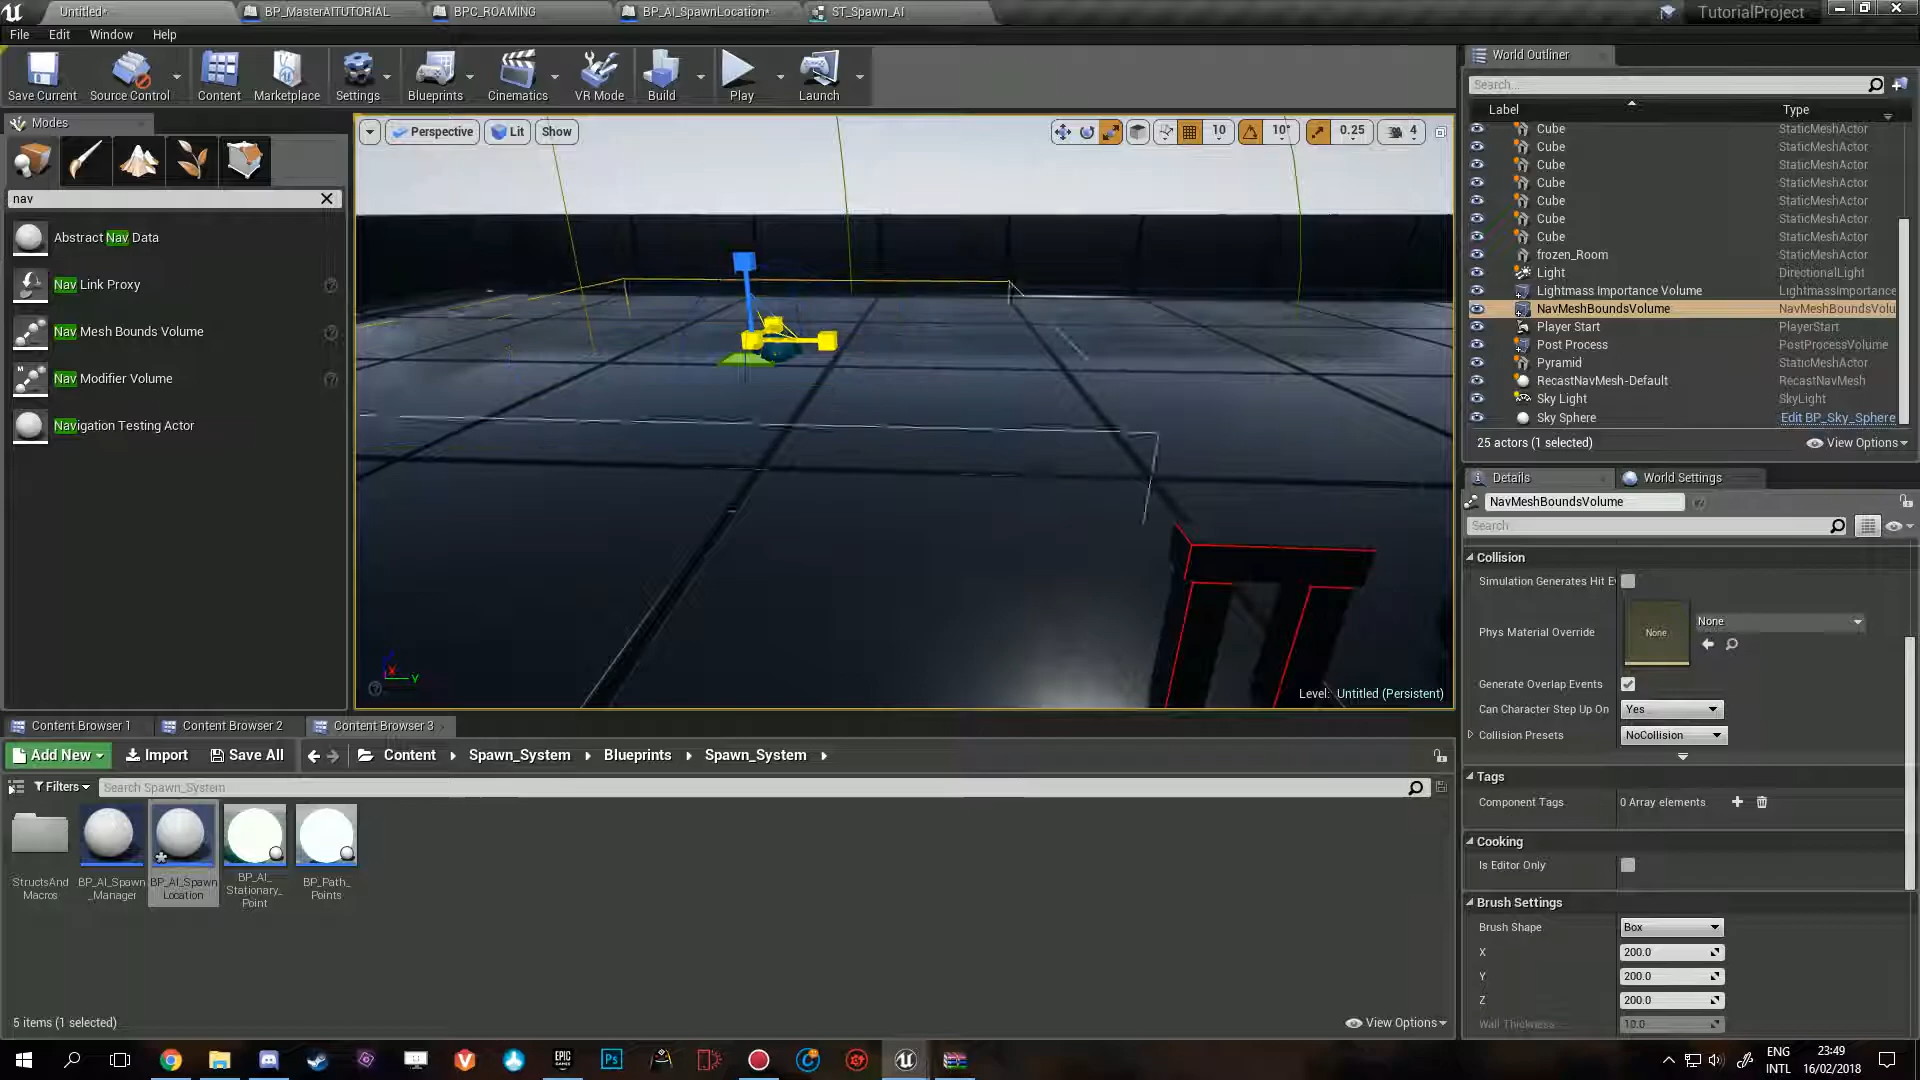 Untitled*
BP_MasterAITUTORIAL
BPC_ROAMING
BP_AI_SpawnLocation*
ST_Spawn_AI
TutorialProject
File
Edit
Window
Help
Save Current
Source Control
Content
Marketplace
Settings
Blueprints
Cinematics
VR Mode
Build
Play
Launch
Modes
nav
Abstract Nav Data
Nav Link Proxy
Nav Mesh Bounds Volume
Nav Modifier Volume
Navigation Testing Actor
Perspective
Lit
Show
10
10°
0.25
4
Level: Untitled (Persistent)
World Outliner
Search...
Label
Type
Cube StaticMeshActor
Cube StaticMeshActor
Cube StaticMeshActor
Cube StaticMeshActor
Cube StaticMeshActor
Cube StaticMeshActor
Cube StaticMeshActor
frozen_Room StaticMeshActor
Light DirectionalLight
Lightmass Importance Volume LightmassImportance
NavMeshBoundsVolume NavMeshBoundsVolu
Player Start PlayerStart
Post Process PostProcessVolume
Pyramid StaticMeshActor
RecastNavMesh-Default RecastNavMesh
Sky Light SkyLight
Sky Sphere Edit BP_Sky_Sphere
25 actors (1 selected)
View Options
Details
World Settings
NavMeshBoundsVolume
Search
Collision
Simulation Generates Hit E
Phys Material Override
None
None
Generate Overlap Events
Can Character Step Up On
Yes
Collision Presets
NoCollision
Tags
Component Tags
0 Array elements
Cooking
Is Editor Only
Brush Settings
Brush Shape
Box
X
200.0
Y
200.0
Z
200.0
Wall Thickness
10.0
Content Browser 1
Content Browser 2
Content Browser 3
Add New
Import
Save All
Content
Spawn_System
Blueprints
Spawn_System
Filters
Search Spawn_System
StructsAnd
Macros
BP_AI_Spawn
_Manager
BP_AI_Spawn
Location
BP_AI_
Stationary_
Point
BP_Path_
Points
5 items (1 selected)
View Options
ENG
INTL
23:49
16/02/2018